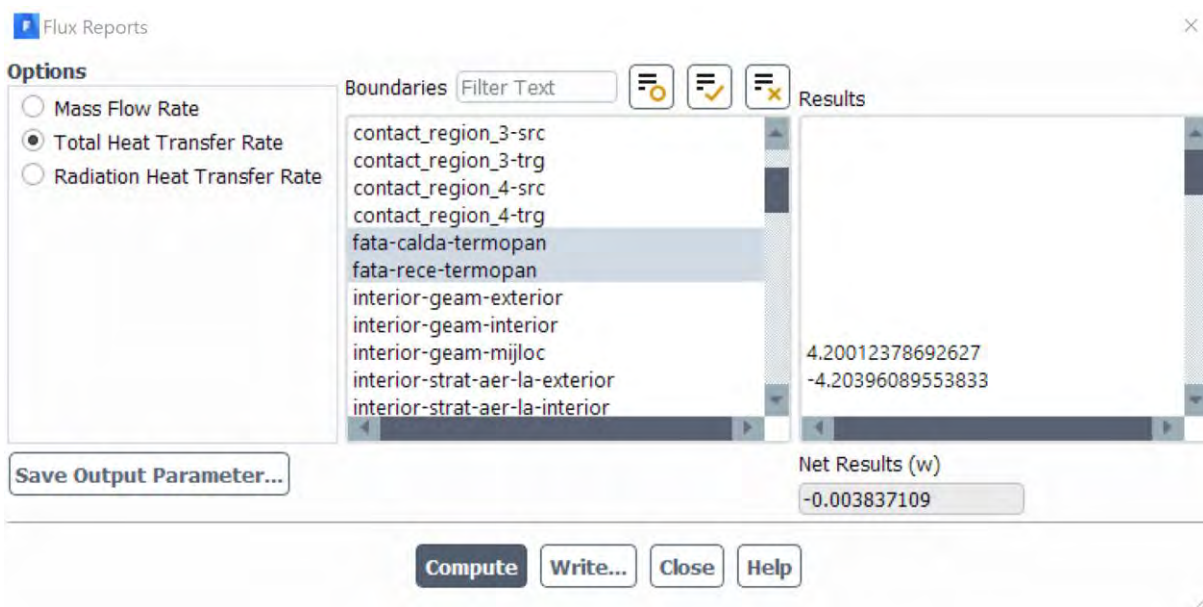 Flux Reports
Options
Mass Flow Rate
Total Heat Transfer Rate
Radiation Heat Transfer Rate
Save Output Parameter...
Boundaries Filter Text
contact_region_3-src
contact_region_3-trg
contact_region_4-src
contact_region_4-trg
fata-calda-termopan
fata-rece-termopan
interior-geam-exterior
interior-geam-interior
interior-geam-mijloc
interior-strat-aer-la-exterior
interior-strat-aer-la-interior
Results
4.20012378692627
-4.20396089553833
Net Results (w)
-0.003837109
Compute Write... Close Help